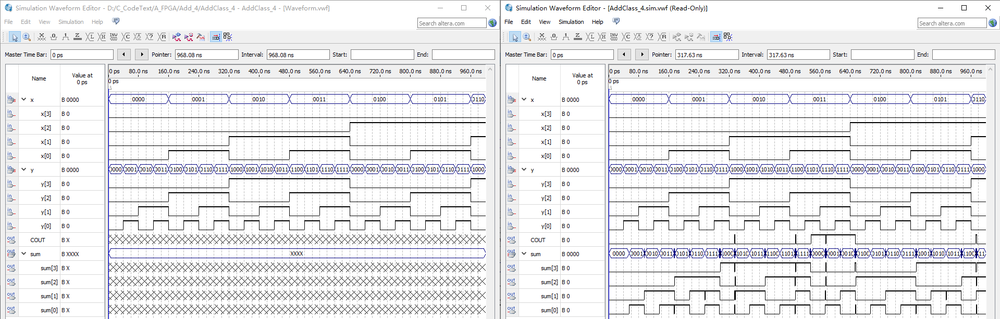 Simulation Waveform Editor - D:/C_CodeText/A_FPGA/Add_4/AddClass_4 - AddClass_4 - [Waveform.vwf]
File Edit View Simulation Help
Search altera.com
Master Time Bar: 0 ps Pointer: 968.08 ns Interval: 968.08 ns Start: End:
Name Value at 0 ps
0 ps 80.0 ns 160.0 ns 240.0 ns 320.0 ns 400.0 ns 480.0 ns 560.0 ns 640.0 ns 720.0 ns 800.0 ns 880.0 ns 960.0 ns
0 ps
x B 0000 0000 0001 0010 0011 0100 0101 0110
x[3] B 0
x[2] B 0
x[1] B 0
x[0] B 0
y B 0000 0000 0001 0010 0011 0100 0101 0110 0111 1000 1001 1010 1011 1100 1101 1110 1111 0000 0001 0010 0011 0100 0101 0110 0111 1000
y[3] B 0
y[2] B 0
y[1] B 0
y[0] B 0
COUT B X
sum B XXXX XXXX
sum[3] B X
sum[2] B X
sum[1] B X
sum[0] B X
Simulation Waveform Editor - [AddClass_4.sim.vwf (Read-Only)]
File Edit View Simulation Help
Search altera.com
Master Time Bar: 0 ps Pointer: 317.63 ns Interval: 317.63 ns Start: End:
Name Value at 0 ps
0 ps 80.0 ns 160.0 ns 240.0 ns 320.0 ns 400.0 ns 480.0 ns 560.0 ns 640.0 ns 720.0 ns 800.0 ns 880.0 ns 960.0 ns
0 ps
x B 0000 0000 0001 0010 0011 0100 0101 0110
x[3] B 0
x[2] B 0
x[1] B 0
x[0] B 0
y B 0000 0000 0001 0010 0011 0100 0101 0110 0111 1000 1001 1010 1011 1100 1101 1110 1111 0000 0001 0010 0011 0100 0101 0110 0111 1000
y[3] B 0
y[2] B 0
y[1] B 0
y[0] B 0
COUT B 0
sum B 0000 0000 0001 0010 0011 0101 0110 0111 1000 1010 1011 1100 1101 1110 1111 0000 0001 0010 0100 0101 0110 0111 1001 1010 1011 1100
sum[3] B 0
sum[2] B 0
sum[1] B 0
sum[0] B 0